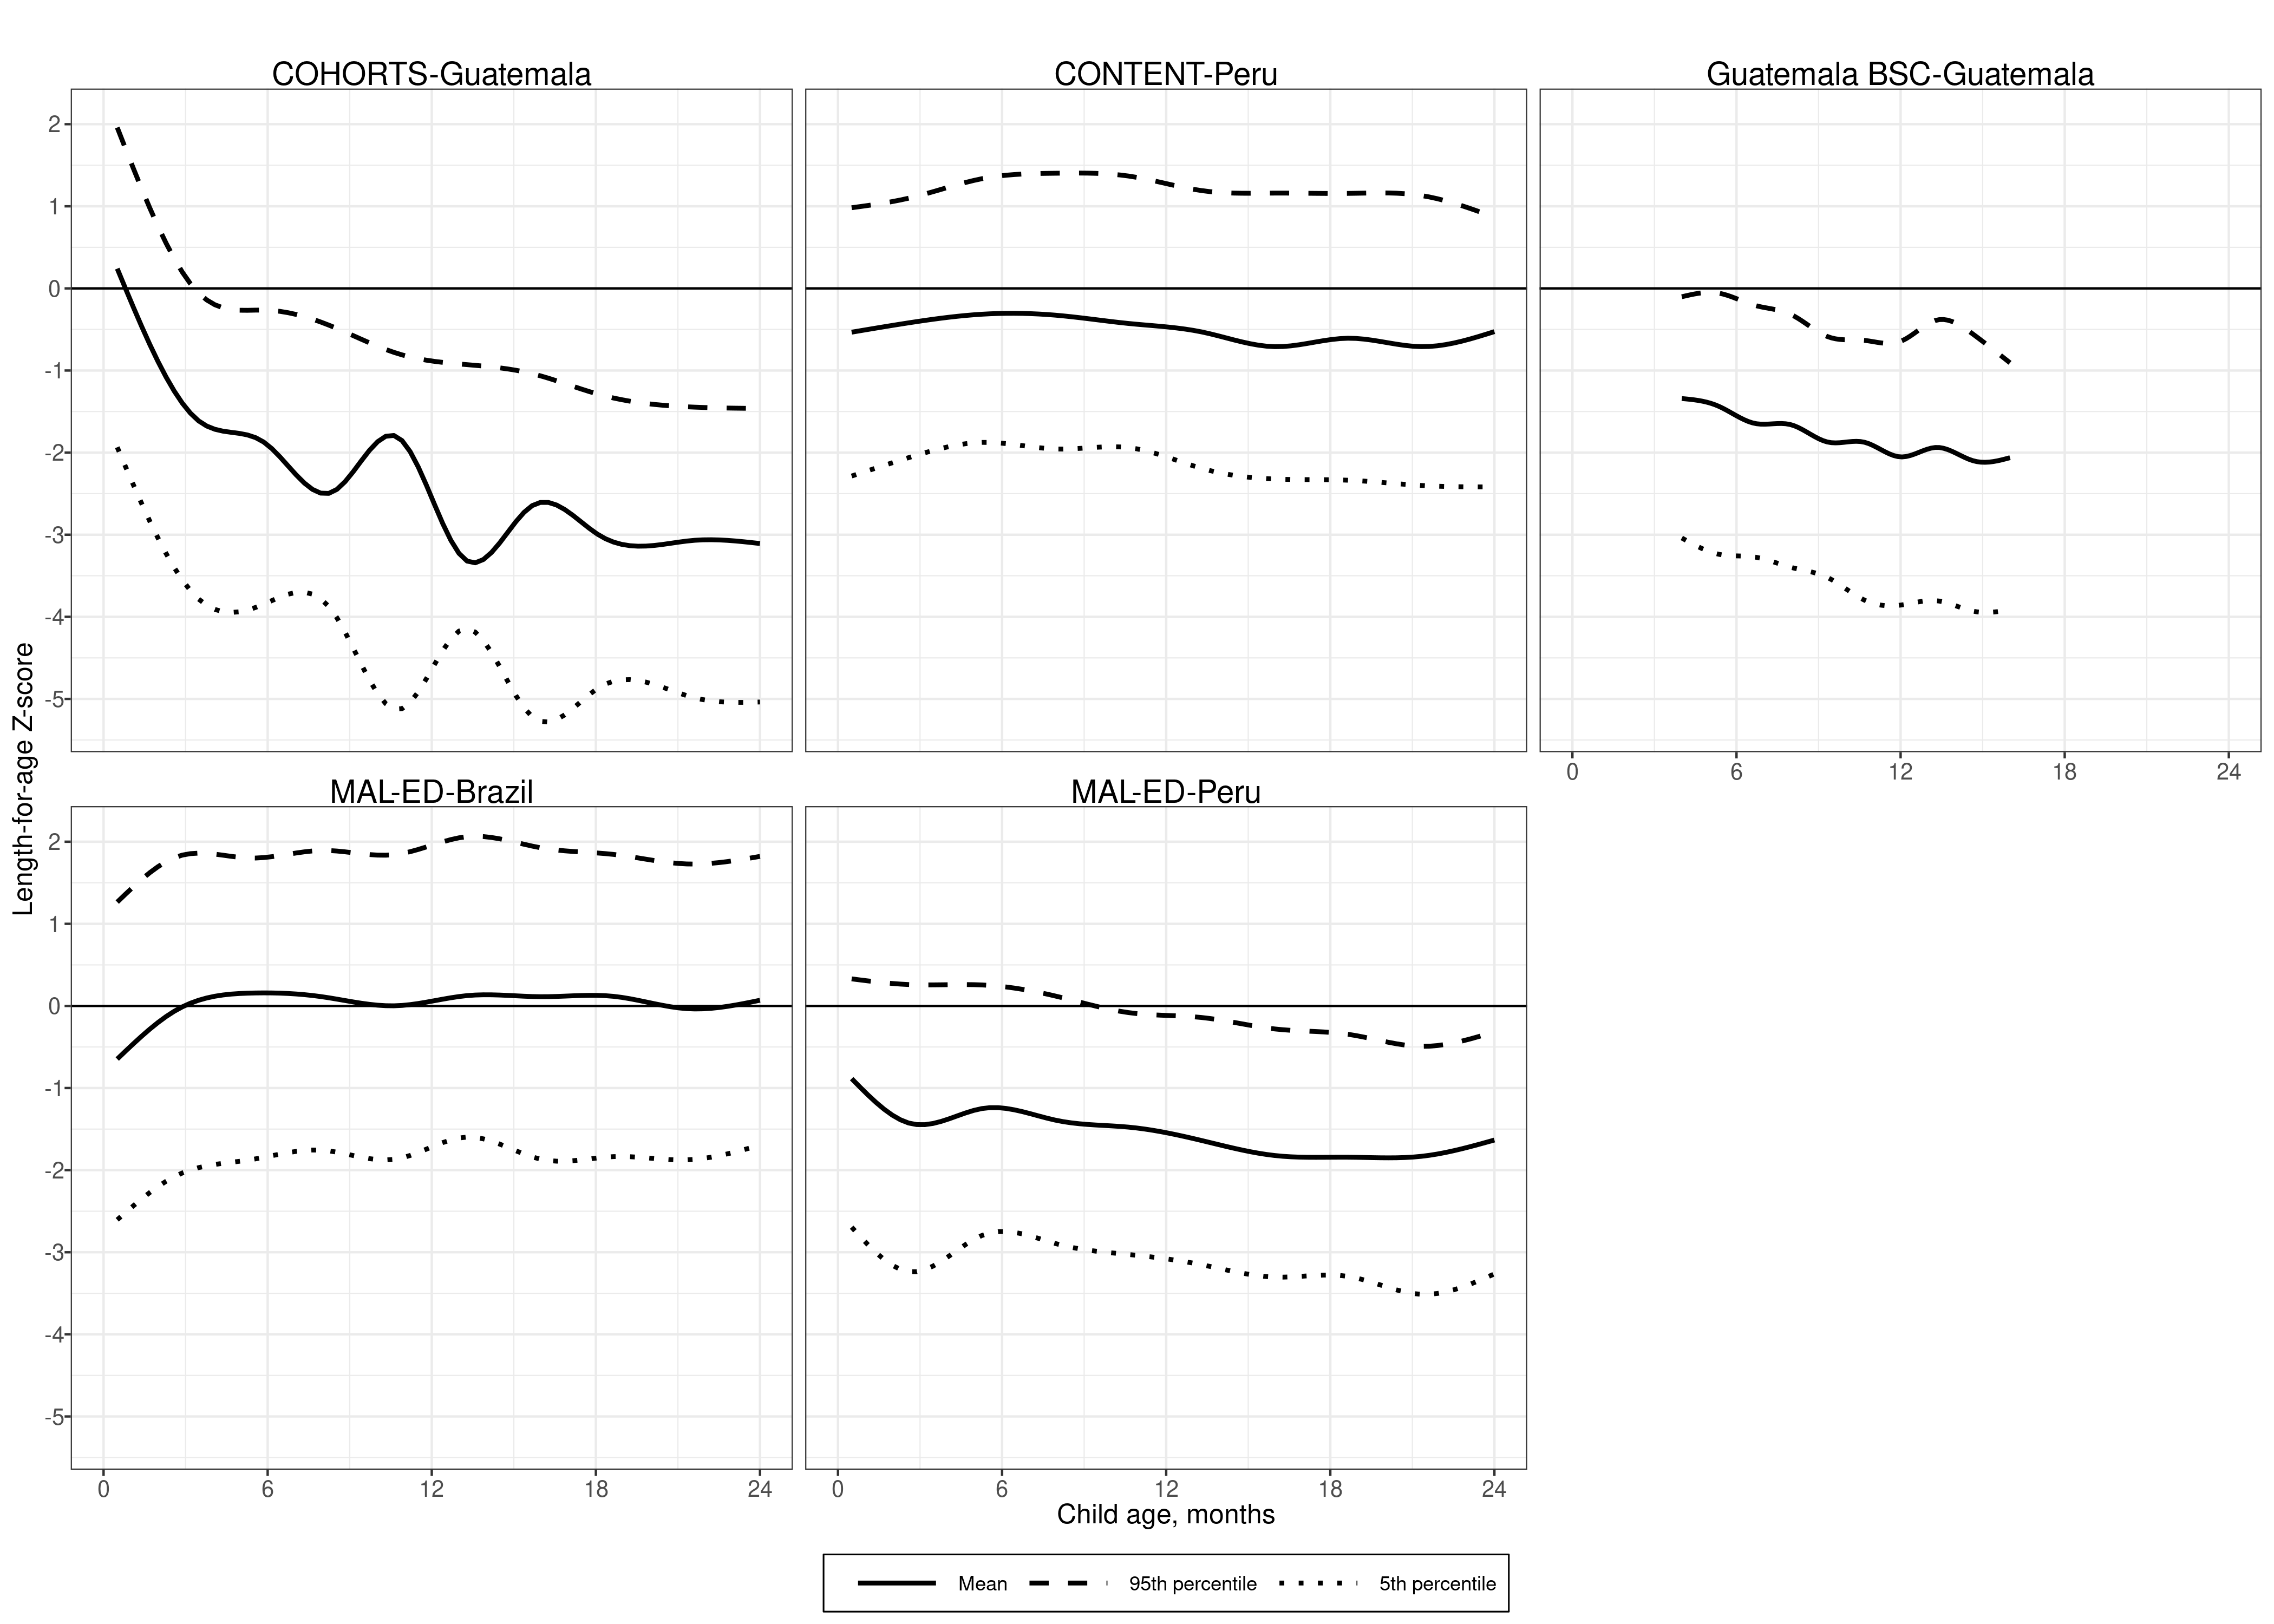 COHORTS-Guatemala
CONTENT-Peru
Guatemala BSC-Guatemala
2
1
0
-1
-2
-3
-4
-5
0 6 12 18 24
Length-for-age Z-score
MAL-ED-Brazil
MAL-ED-Peru
2
1
0
-1
-2
-3
-4
-5
0 6 12 18 24
0 6 12 18 24
Child age, months
Mean 95th percentile 5th percentile